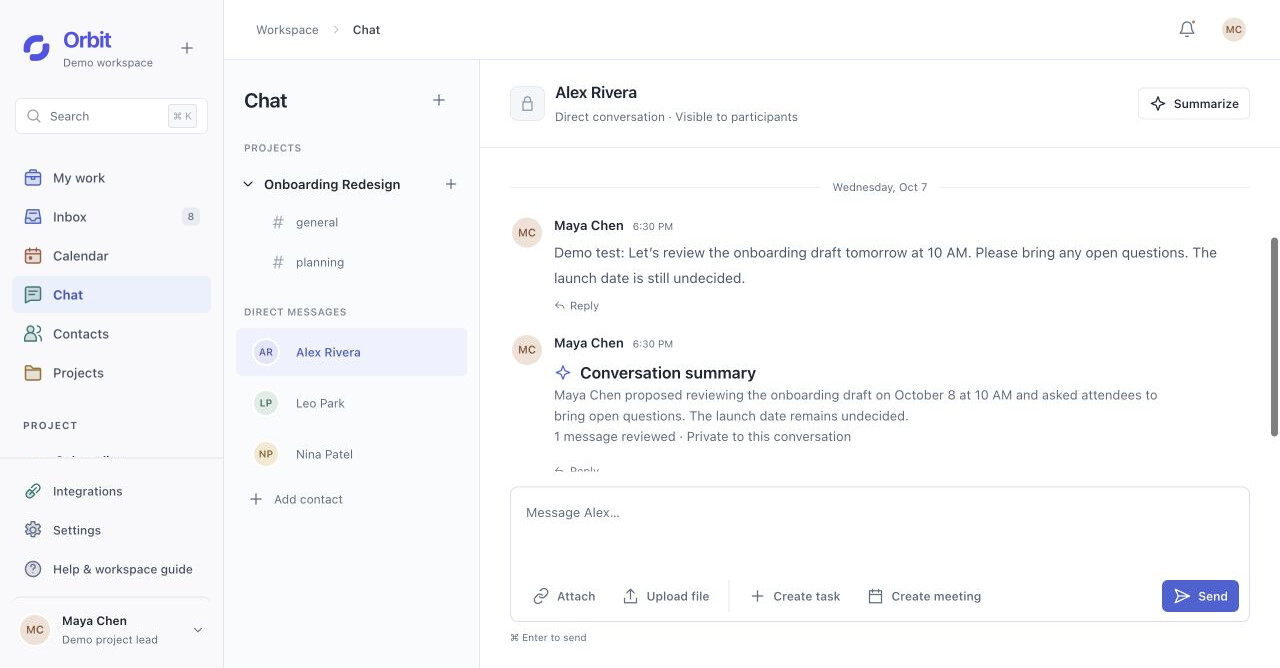 Orbit
Demo workspace
Search
⌘ K
My work
Inbox
8
Calendar
Chat
Contacts
Projects
PROJECT
Integrations
Settings
Help & workspace guide
MC
Maya Chen
Demo project lead
Workspace
Chat
MC
Chat
PROJECTS
Onboarding Redesign
# general
# planning
DIRECT MESSAGES
AR
Alex Rivera
LP
Leo Park
NP
Nina Patel
Add contact
Alex Rivera
Direct conversation · Visible to participants
Summarize
Wednesday, Oct 7
MC
Maya Chen 6:30 PM
Demo test: Let’s review the onboarding draft tomorrow at 10 AM. Please bring any open questions. The
launch date is still undecided.
Reply
MC
Maya Chen 6:30 PM
Conversation summary
Maya Chen proposed reviewing the onboarding draft on October 8 at 10 AM and asked attendees to
bring open questions. The launch date remains undecided.
1 message reviewed · Private to this conversation
Reply
Message Alex...
Attach
Upload file
Create task
Create meeting
Send
⌘ Enter to send